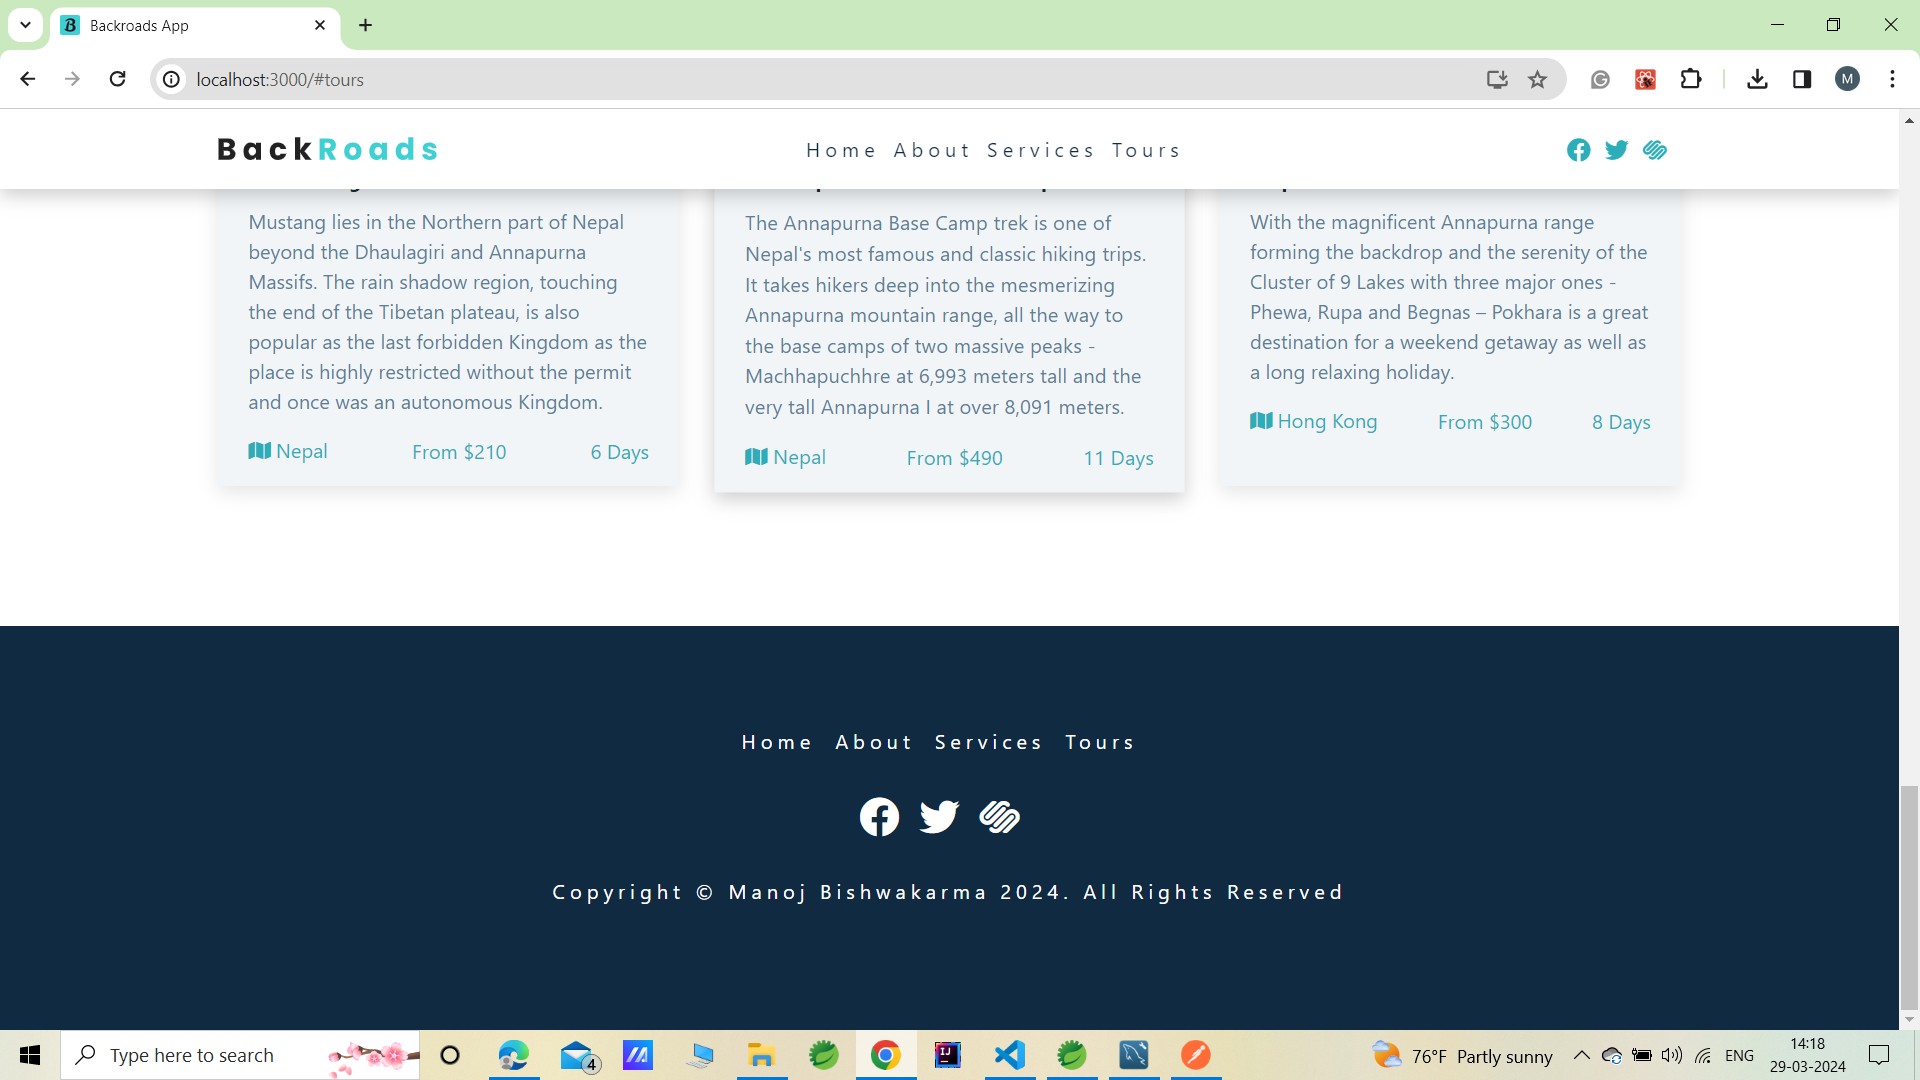 Backroads App
localhost:3000/#tours
M
BackRoads
Home About Services Tours
Mustang lies in the Northern part of Nepal
beyond the Dhaulagiri and Annapurna
Massifs. The rain shadow region, touching
the end of the Tibetan plateau, is also
popular as the last forbidden Kingdom as the
place is highly restricted without the permit
and once was an autonomous Kingdom.
Nepal From $210 6 Days
The Annapurna Base Camp trek is one of
Nepal's most famous and classic hiking trips.
It takes hikers deep into the mesmerizing
Annapurna mountain range, all the way to
the base camps of two massive peaks -
Machhapuchhre at 6,993 meters tall and the
very tall Annapurna I at over 8,091 meters.
Nepal From $490 11 Days
With the magnificent Annapurna range
forming the backdrop and the serenity of the
Cluster of 9 Lakes with three major ones -
Phewa, Rupa and Begnas – Pokhara is a great
destination for a weekend getaway as well as
a long relaxing holiday.
Hong Kong From $300 8 Days
Home About Services Tours
Copyright © Manoj Bishwakarma 2024. All Rights Reserved
Type here to search
4
76°F Partly sunny
ENG
14:18
29-03-2024